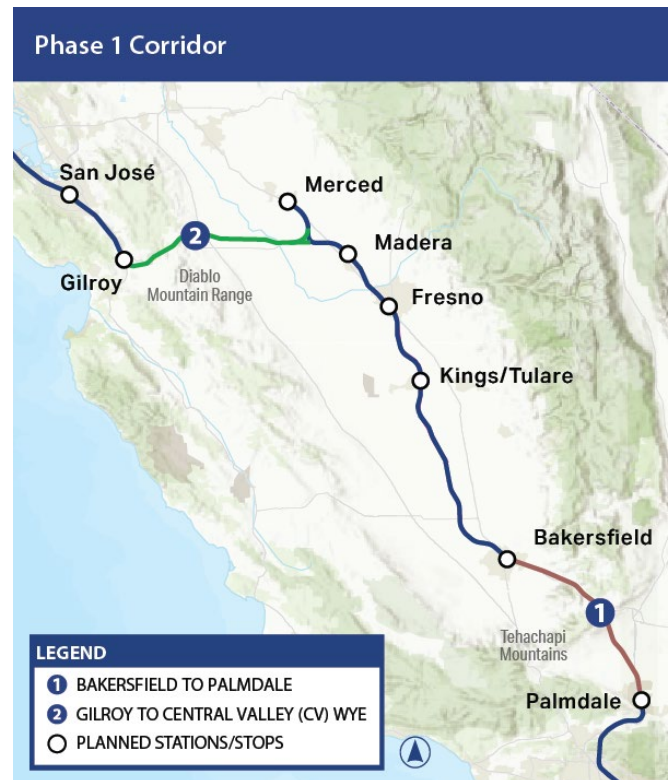 Phase 1 Corridor
San José
Merced
2
Madera
Gilroy
Diablo
Mountain Range
Fresno
Kings/Tulare
Bakersfield
1
Tehachapi
Mountains
Palmdale
LEGEND
1 BAKERSFIELD TO PALMDALE
2 GILROY TO CENTRAL VALLEY (CV) WYE
PLANNED STATIONS/STOPS